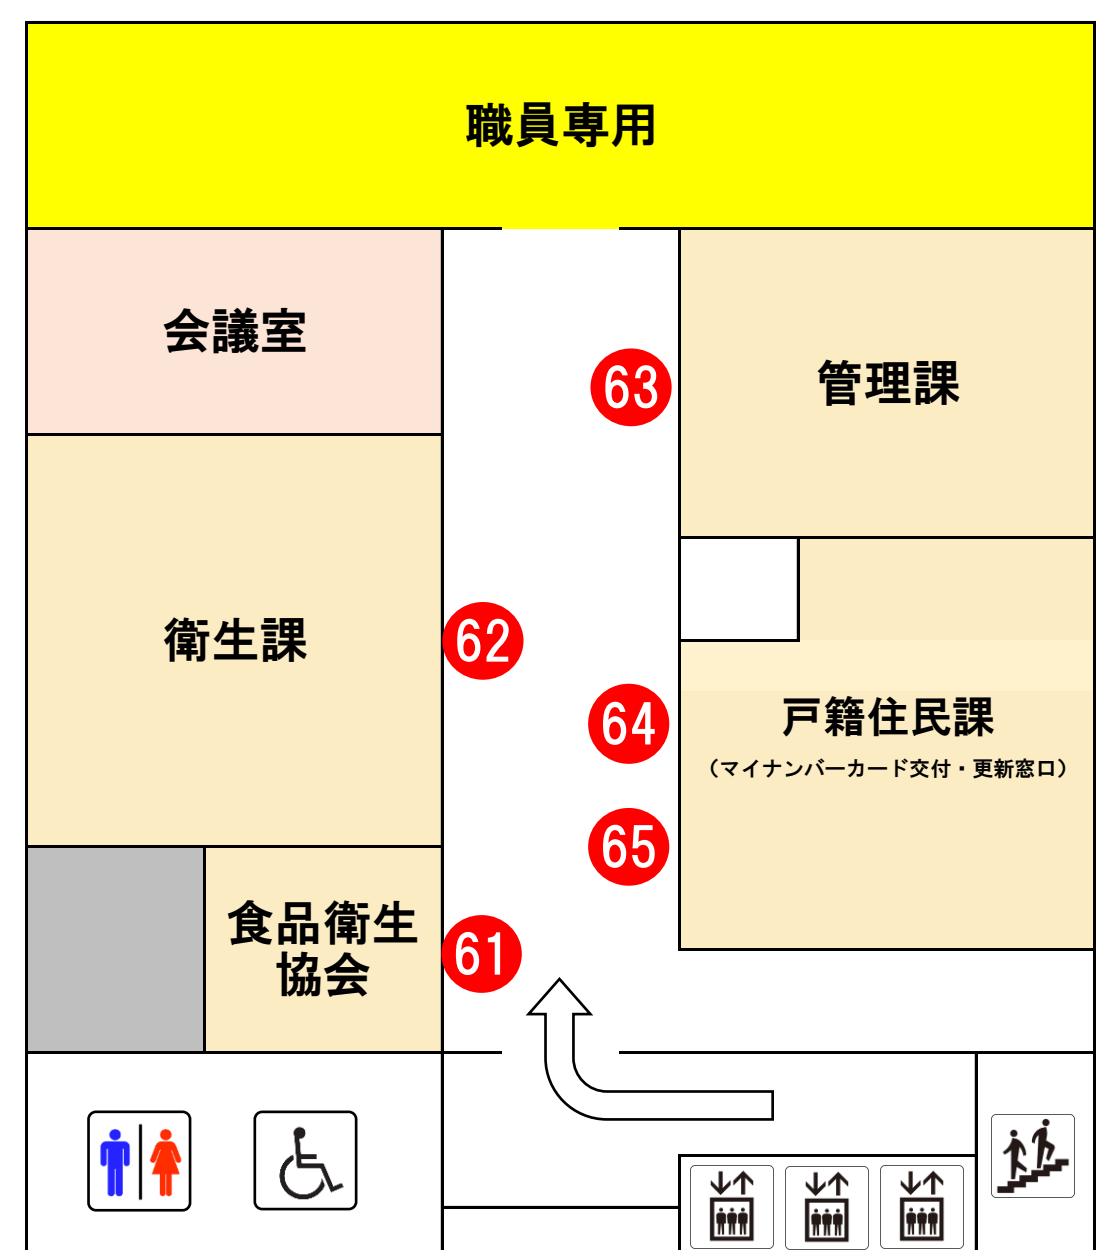 職員専用
会議室
63
管理課
衛生課
62
64
戸籍住民課
（マイナンバーカード交付・更新窓口）
65
食品衛生
協会
61